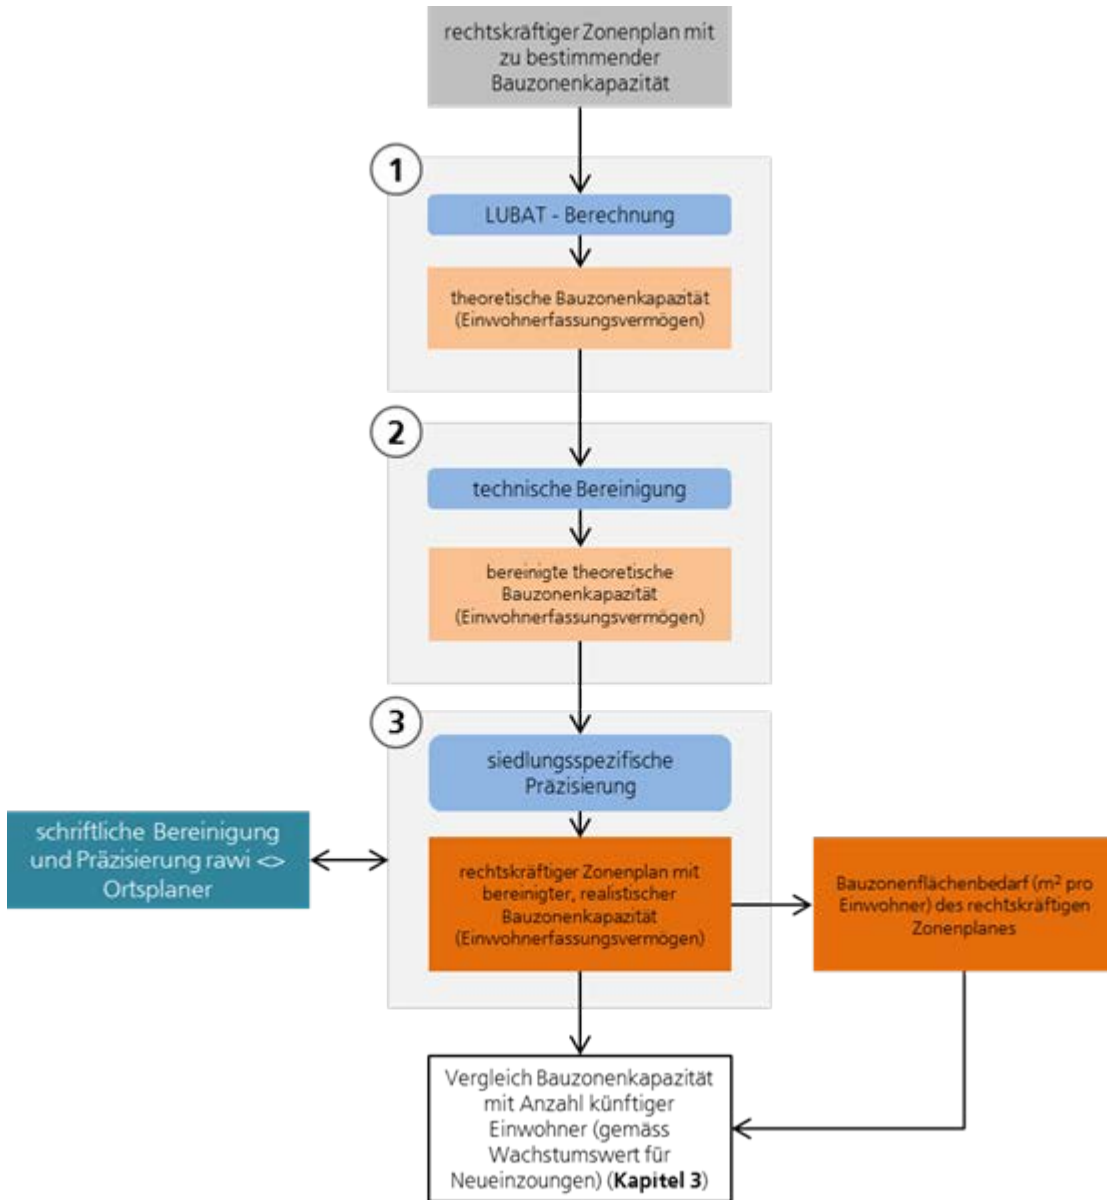 rechtskräftiger Zonenplan mit
zu bestimmender
Bauzonenkapazität
1
LUBAT - Berechnung
theoretische Bauzonenkapazität
(Einwohnerfassungsvermögen)
2
technische Bereinigung
bereinigte theoretische
Bauzonenkapazität
(Einwohnerfassungsvermögen)
3
siedlungsspezifische
Präzisierung
schriftliche Bereinigung
und Präzisierung rawi <>
Ortsplaner
rechtskräftiger Zonenplan mit
bereinigter, realistischer
Bauzonenkapazität
(Einwohnerfassungsvermögen)
Bauzonenflächenbedarf (m² pro
Einwohner) des rechtskräftigen
Zonenplanes
Vergleich Bauzonenkapazität
mit Anzahl künftiger
Einwohner (gemäss
Wachstumswert für
Neueinzoungen) (Kapitel 3)